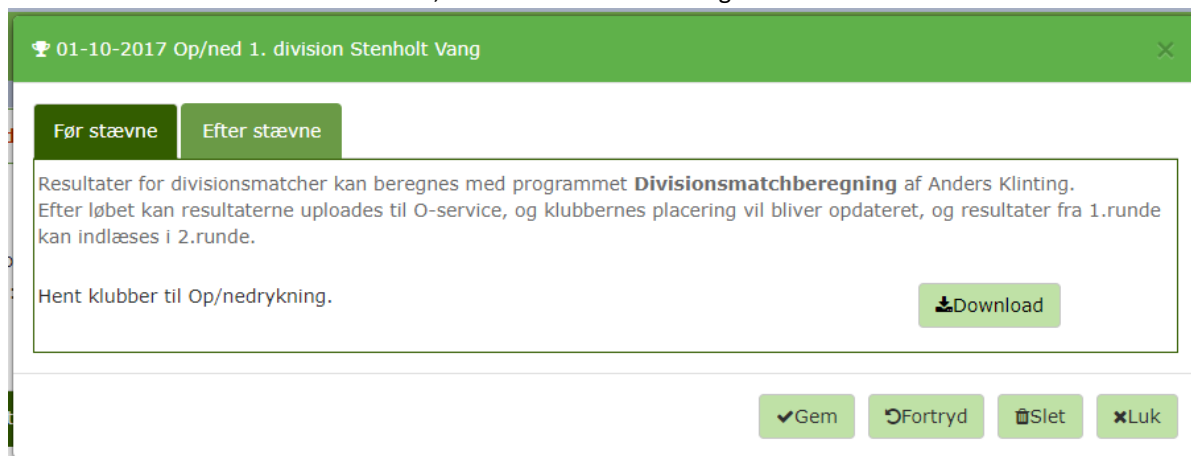 01-10-2017 Op/ned 1. division Stenholt Vang
Før stævne
Efter stævne
Resultater for divisionsmatcher kan beregnes med programmet Divisionsmatchberegning af Anders Klinting.
Efter løbet kan resultaterne uploades til O-service, og klubbernes placering vil bliver opdateret, og resultater fra 1.runde
kan indlæses i 2.runde.
Hent klubber til Op/nedrykning.
Download
Gem
Fortryd
Slet
Luk